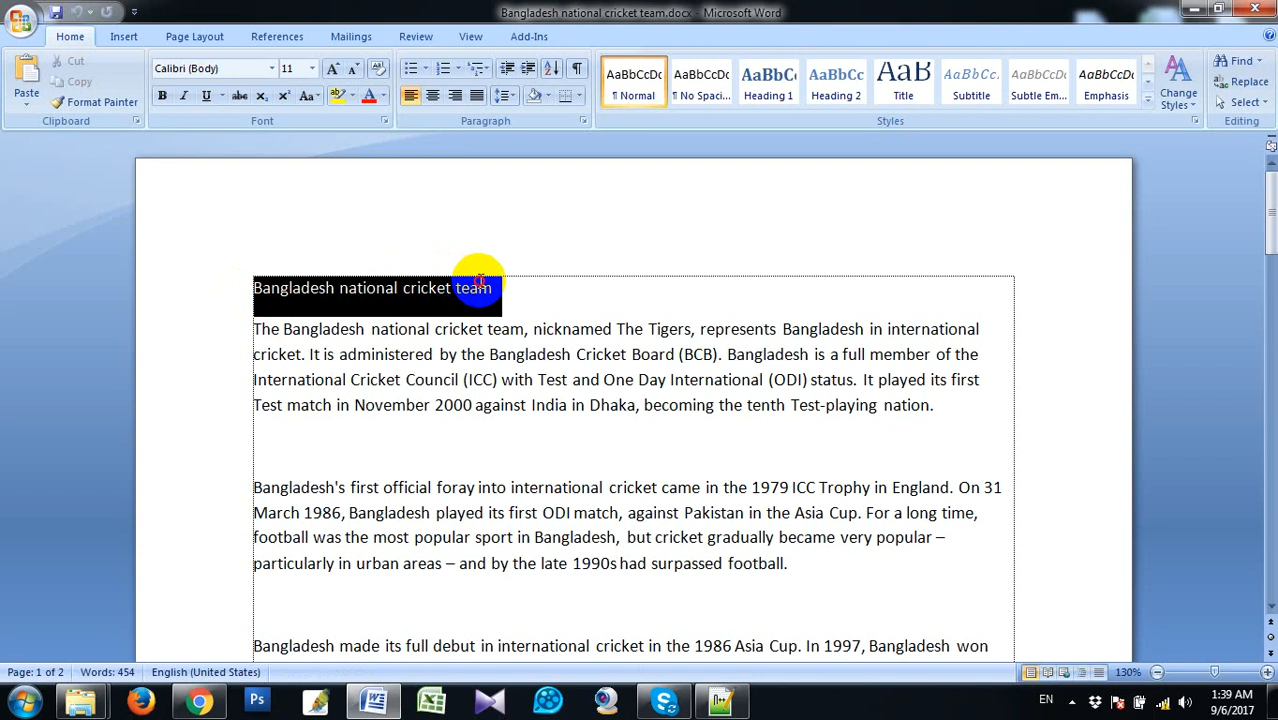 Bangladesh national cricket team.docx - Microsoft Word
Home Insert Page Layout References Mailings Review View Add-Ins
Paste Cut Copy Format Painter
Calibri (Body) 11
AaBbCcDc AaBbCcDc AaBbCc AaBbCc AaB AaBbCc. AaBbCcDc AaBbCcDc
¶ Normal ¶ No Spaci... Heading 1 Heading 2 Title Subtitle Subtle Em... Emphasis
Change Styles
Find Replace Select
Clipboard Font Paragraph Styles Editing
Bangladesh national cricket team
The Bangladesh national cricket team, nicknamed The Tigers, represents Bangladesh in international
cricket. It is administered by the Bangladesh Cricket Board (BCB). Bangladesh is a full member of the
International Cricket Council (ICC) with Test and One Day International (ODI) status. It played its first
Test match in November 2000 against India in Dhaka, becoming the tenth Test-playing nation.
Bangladesh's first official foray into international cricket came in the 1979 ICC Trophy in England. On 31
March 1986, Bangladesh played its first ODI match, against Pakistan in the Asia Cup. For a long time,
football was the most popular sport in Bangladesh, but cricket gradually became very popular –
particularly in urban areas – and by the late 1990s had surpassed football.
Bangladesh made its full debut in international cricket in the 1986 Asia Cup. In 1997, Bangladesh won
Page: 1 of 2 Words: 454 English (United States) 130%
EN 1:39 AM
9/6/2017